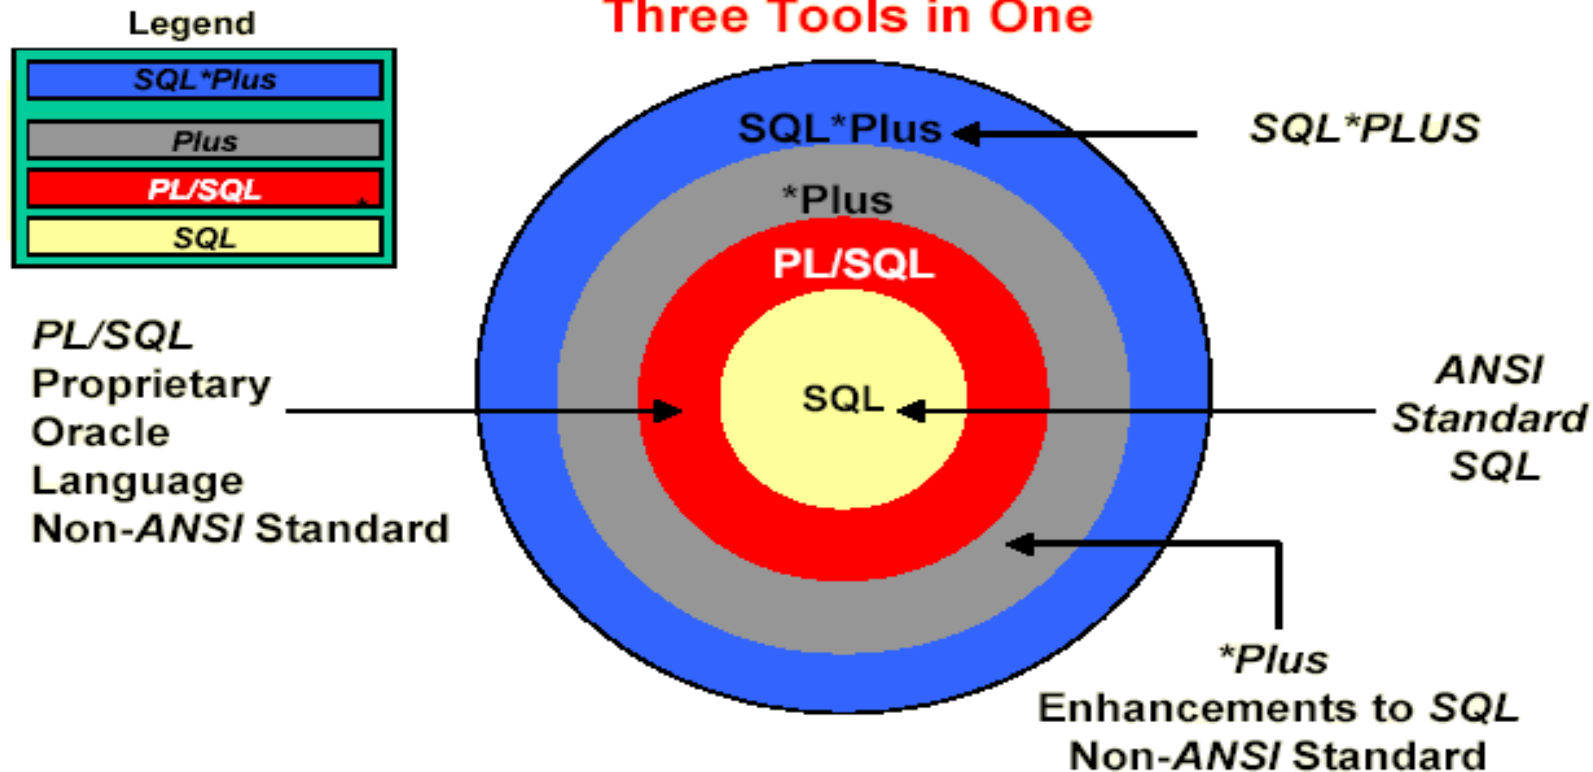 Three Tools in One
Legend
SQL*Plus
Plus
PL/SQL
*
SQL
SQL*Plus
*Plus
PL/SQL
SQL
SQL*PLUS
PL/SQL
Proprietary
Oracle
Language
Non-ANSI Standard
ANSI
Standard
SQL
*Plus
Enhancements to SQL
Non-ANSI Standard